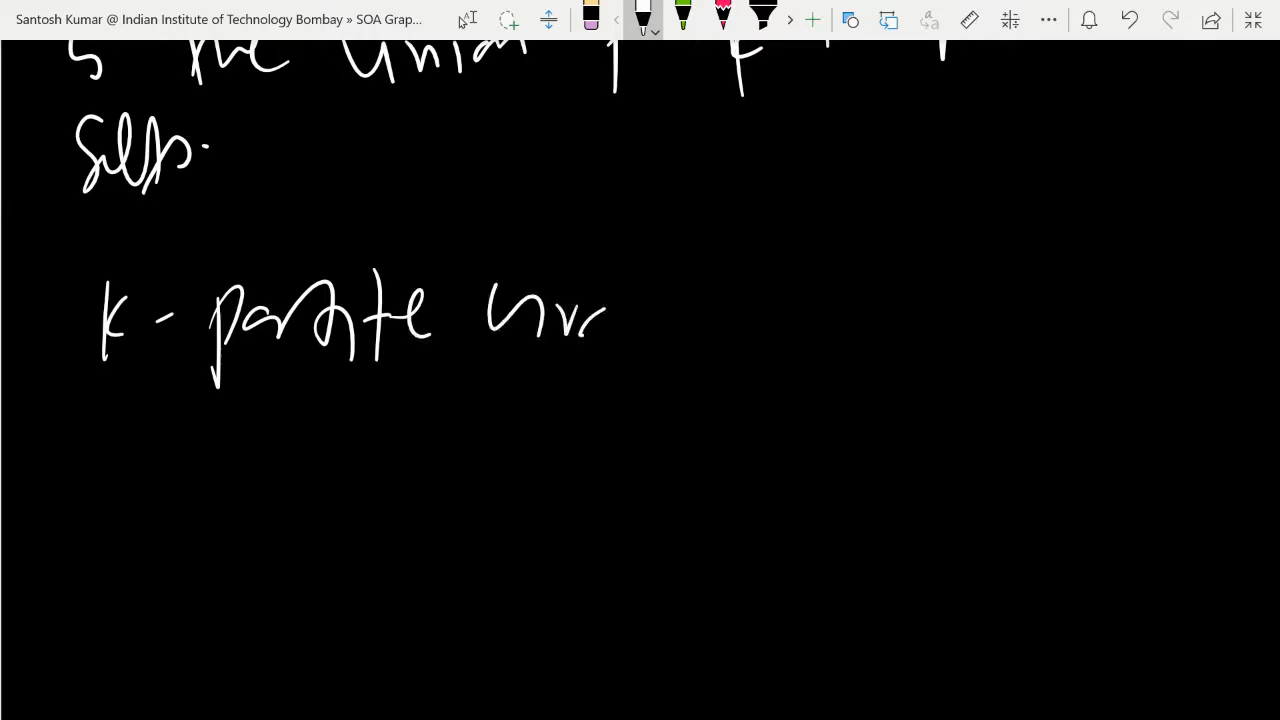 Santosh Kumar @ Indian Institute of Technology Bombay » SOA Grap...
is the union of k
sets.
k - partite